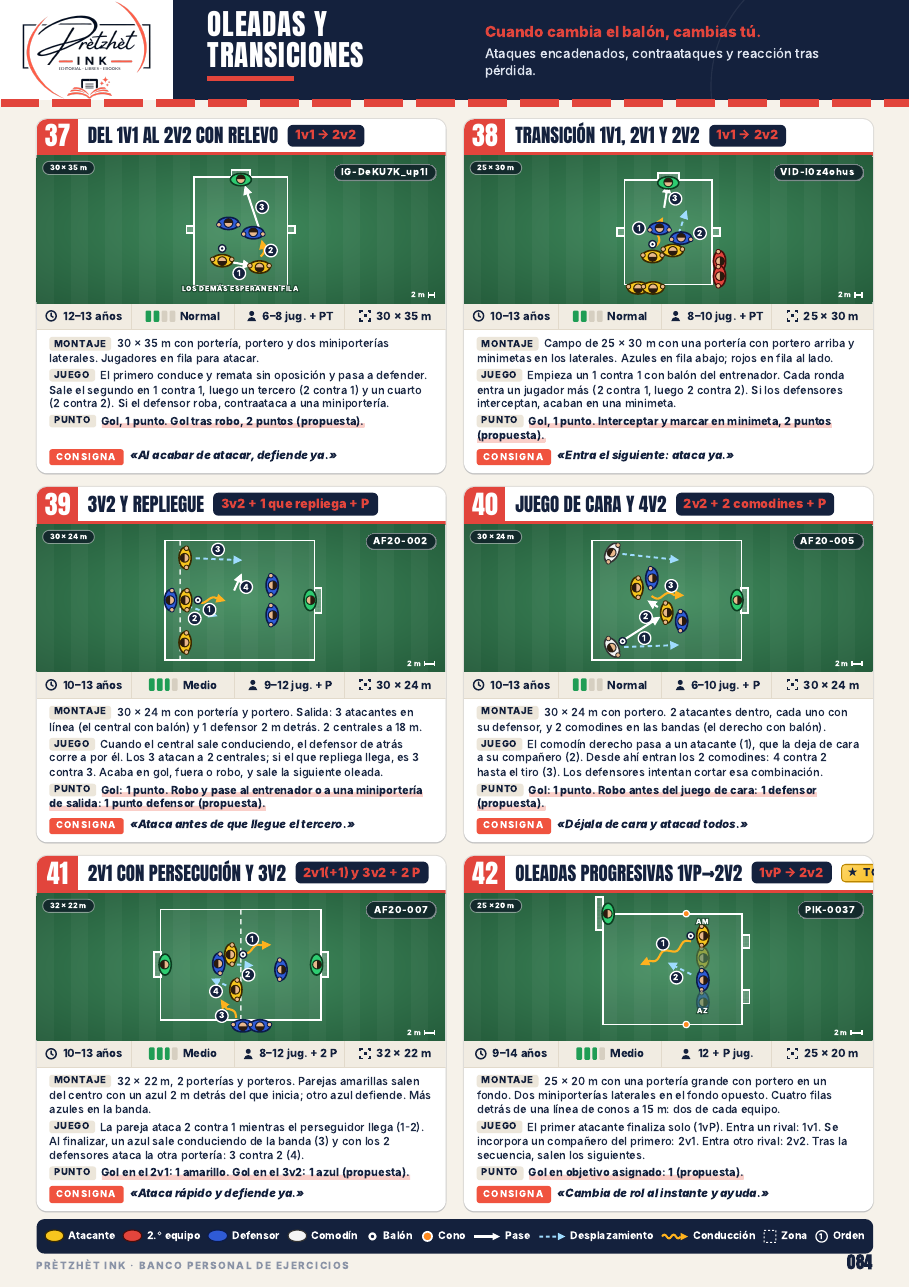 Prètzhèt
INK
EDITORIAL · LIBROS · EBOOKS
OLEADAS Y
TRANSICIONES
Cuando cambia el balón, cambias tú.
Ataques encadenados, contraataques y reacción tras
pérdida.
37 DEL 1V1 AL 2V2 CON RELEVO 1v1 → 2v2
30 × 35 m
IG-DeKU7K_up1I
3
2
1
LOS DEMÁS ESPERAN EN FILA
2 m
12–13 años Normal 6–8 jug. + PT 30 × 35 m
MONTAJE 30 × 35 m con portería, portero y dos miniporterías
laterales. Jugadores en fila para atacar.
JUEGO El primero conduce y remata sin oposición y pasa a defender.
Sale el segundo en 1 contra 1, luego un tercero (2 contra 1) y un cuarto
(2 contra 2). Si el defensor roba, contraataca a una miniportería.
PUNTO Gol, 1 punto. Gol tras robo, 2 puntos (propuesta).
CONSIGNA «Al acabar de atacar, defiende ya.»
38 TRANSICIÓN 1V1, 2V1 Y 2V2 1v1 → 2v2
25 × 30 m
VID-I0z4ohus
3
1
2
2 m
10–13 años Normal 8–10 jug. + PT 25 × 30 m
MONTAJE Campo de 25 × 30 m con una portería con portero arriba y
minimetas en los laterales. Azules en fila abajo; rojos en fila al lado.
JUEGO Empieza un 1 contra 1 con balón del entrenador. Cada ronda
entra un jugador más (2 contra 1, luego 2 contra 2). Si los defensores
interceptan, acaban en una minimeta.
PUNTO Gol, 1 punto. Interceptar y marcar en minimeta, 2 puntos
(propuesta).
CONSIGNA «Entra el siguiente: ataca ya.»
39 3V2 Y REPLIEGUE 3v2 + 1 que repliega + P
30 × 24 m
AF20-002
3
4
1
2
2 m
10–13 años Medio 9–12 jug. + P 30 × 24 m
MONTAJE 30 × 24 m con portería y portero. Salida: 3 atacantes en
línea (el central con balón) y 1 defensor 2 m detrás. 2 centrales a 18 m.
JUEGO Cuando el central sale conduciendo, el defensor de atrás
corre a por él. Los 3 atacan a 2 centrales; si el que repliega llega, es 3
contra 3. Acaba en gol, fuera o robo, y sale la siguiente oleada.
PUNTO Gol: 1 punto. Robo y pase al entrenador o a una miniportería
de salida: 1 punto defensor (propuesta).
CONSIGNA «Ataca antes de que llegue el tercero.»
40 JUEGO DE CARA Y 4V2 2v2 + 2 comodines + P
30 × 24 m
AF20-005
3
2
1
2 m
10–13 años Normal 6–10 jug. + P 30 × 24 m
MONTAJE 30 × 24 m con portero. 2 atacantes dentro, cada uno con
su defensor, y 2 comodines en las bandas (el derecho con balón).
JUEGO El comodín derecho pasa a un atacante (1), que la deja de cara
a su compañero (2). Desde ahí entran los 2 comodines: 4 contra 2
hasta el tiro (3). Los defensores intentan cortar esa combinación.
PUNTO Gol: 1 punto. Robo antes del juego de cara: 1 defensor
(propuesta).
CONSIGNA «Déjala de cara y atacad todos.»
41 2V1 CON PERSECUCIÓN Y 3V2 2v1(+1) y 3v2 + 2 P
32 × 22 m
AF20-007
1
2
4
3
2 m
10–13 años Medio 8–12 jug. + 2 P 32 × 22 m
MONTAJE 32 × 22 m, 2 porterías y porteros. Parejas amarillas salen
del centro con un azul 2 m detrás del que inicia; otro azul defiende. Más
azules en la banda.
JUEGO La pareja ataca 2 contra 1 mientras el perseguidor llega (1-2).
Al finalizar, un azul sale conduciendo de la banda (3) y con los 2
defensores ataca la otra portería: 3 contra 2 (4).
PUNTO Gol en el 2v1: 1 amarillo. Gol en el 3v2: 1 azul (propuesta).
CONSIGNA «Ataca rápido y defiende ya.»
42 OLEADAS PROGRESIVAS 1VP→2V2 1vP → 2v2 ★
25 × 20 m
PIK-0037
AM
1
2
AZ
2 m
9–14 años Medio 12 + P jug. 25 × 20 m
MONTAJE 25 × 20 m con una portería grande con portero en un
fondo. Dos miniporterías laterales en el fondo opuesto. Cuatro filas
detrás de una línea de conos a 15 m: dos de cada equipo.
JUEGO El primer atacante finaliza solo (1vP). Entra un rival: 1v1. Se
incorpora un compañero del primero: 2v1. Entra otro rival: 2v2. Tras la
secuencia, salen los siguientes.
PUNTO Gol en objetivo asignado: 1 (propuesta).
CONSIGNA «Cambia de rol al instante y ayuda.»
Atacante 2.º equipo Defensor Comodín Balón Cono Pase Desplazamiento Conducción Zona 1 Orden
PRÈTZHÈT INK · BANCO PERSONAL DE EJERCICIOS 084